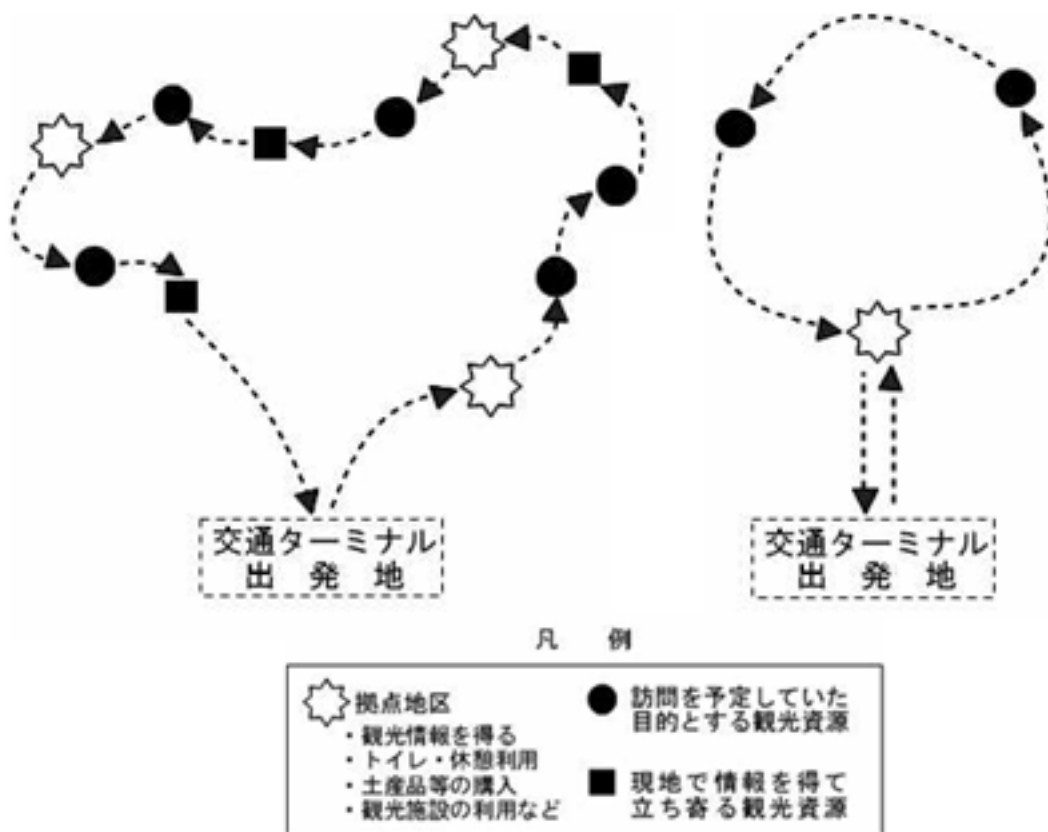 交通ターミナル
出 発 地
交通ターミナル
出 発 地
凡 例
拠点地区
・観光情報を得る
・トイレ・休憩利用
・土産品等の購入
・観光施設の利用など
訪問を予定していた
目的とする観光資源
現地で情報を得て
立ち寄る観光資源